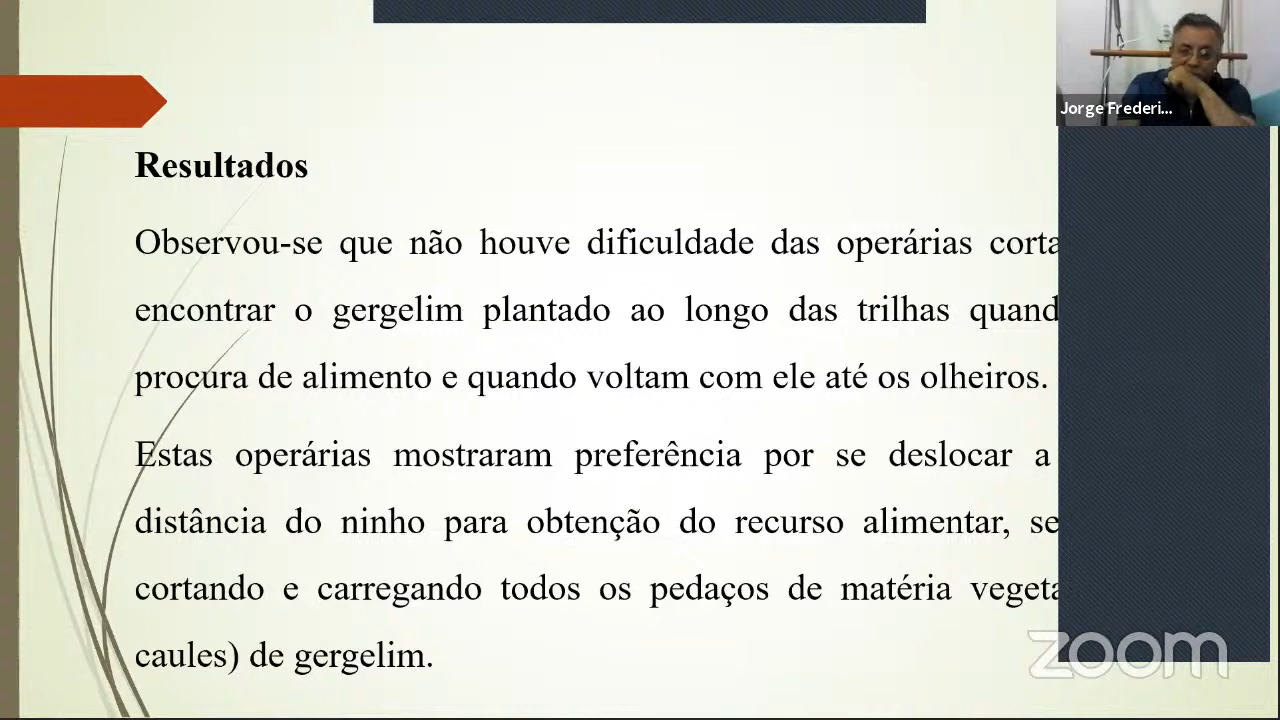 Jorge Frederi...
Resultados
Observou-se que não houve dificuldade das operárias corta
encontrar o gergelim plantado ao longo das trilhas quand
procura de alimento e quando voltam com ele até os olheiros.
Estas operárias mostraram preferência por se deslocar a
distância do ninho para obtenção do recurso alimentar, se
cortando e carregando todos os pedaços de matéria veget
caules) de gergelim.
zoom